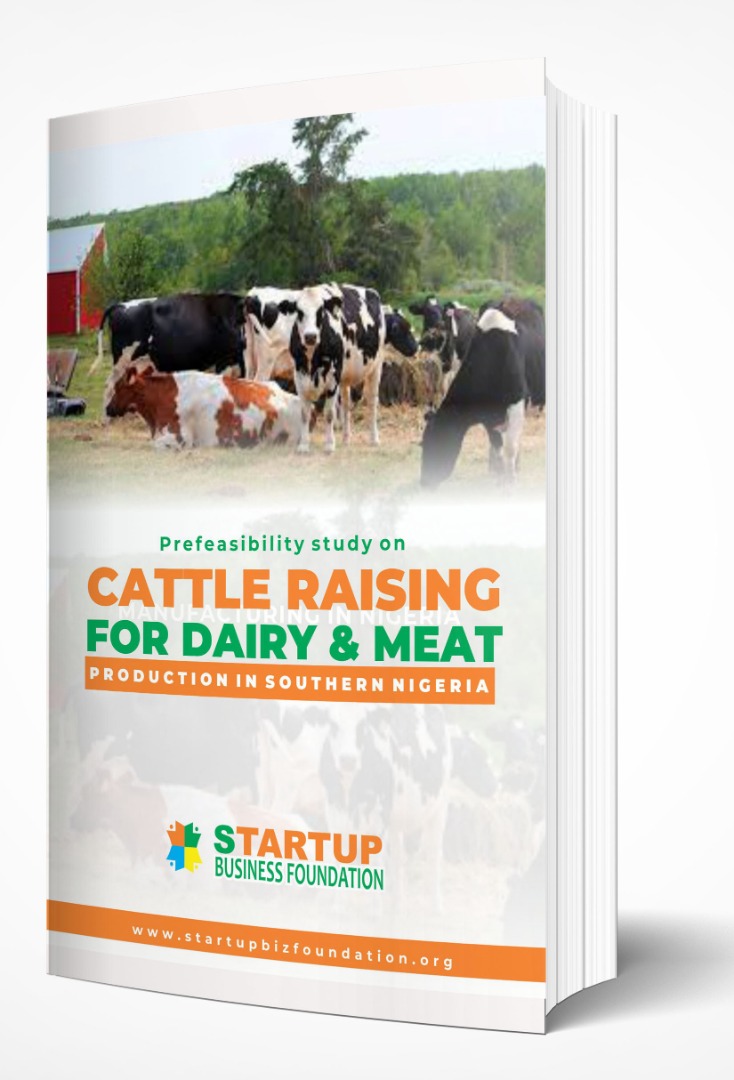 Prefeasibility study on
CATTLE RAISING
MANUFACTURING IN NIGERIA
FOR DAIRY & MEAT
PRODUCTION IN SOUTHERN NIGERIA
STARTUP
BUSINESS FOUNDATION
www.startupbizfoundation.org